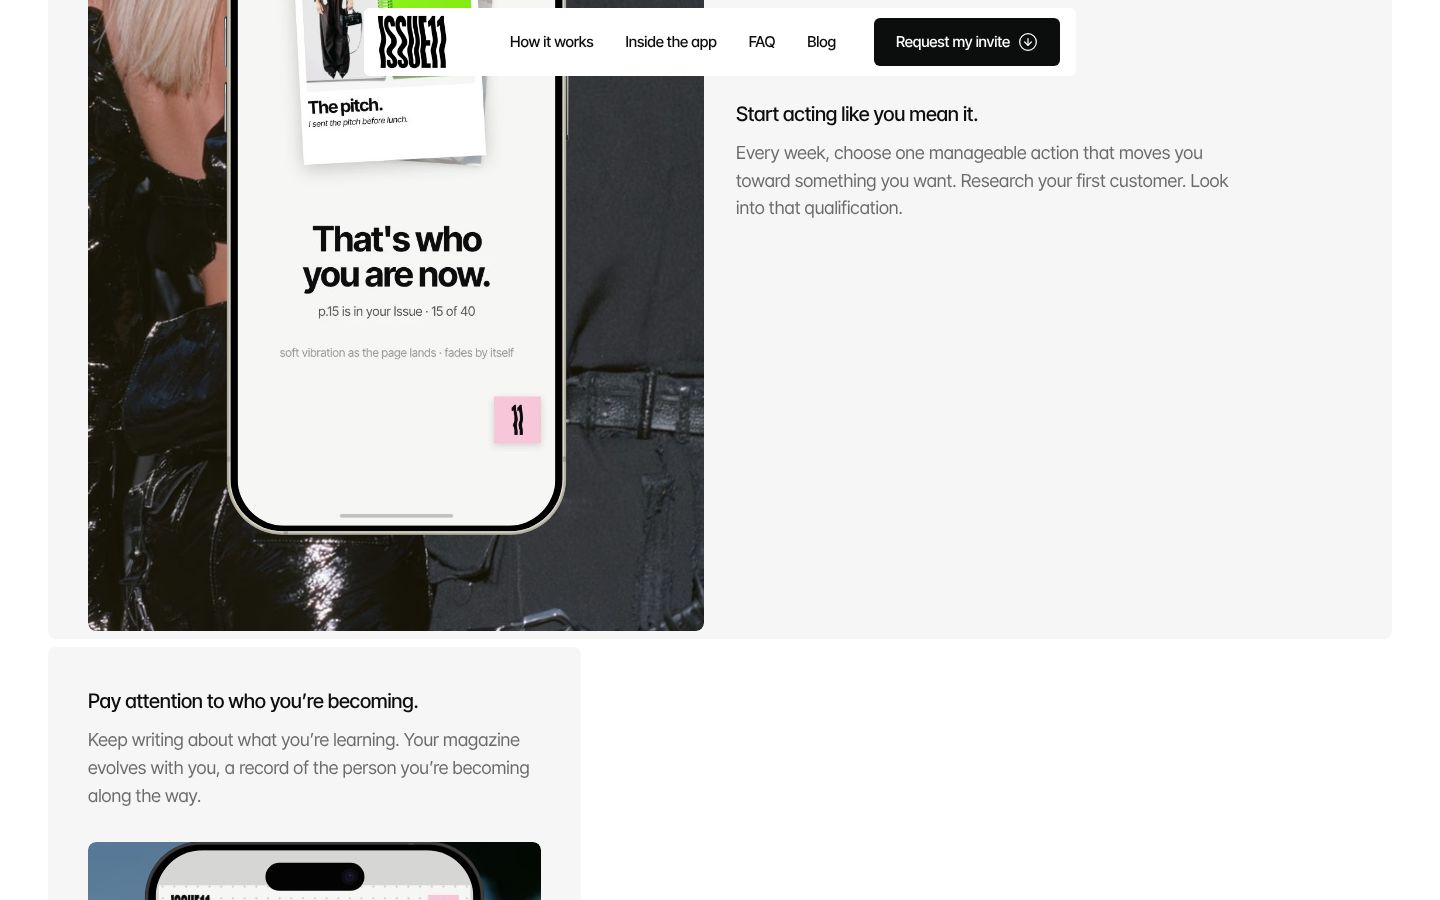 ISSUE11
How it works
Inside the app
FAQ
Blog
Request my invite
The pitch.
I sent the pitch before lunch.
That's who
you are now.
p.15 is in your Issue · 15 of 40
soft vibration as the page lands · fades by itself
11
Start acting like you mean it.
Every week, choose one manageable action that moves you
toward something you want. Research your first customer. Look
into that qualification.
Pay attention to who you’re becoming.
Keep writing about what you’re learning. Your magazine
evolves with you, a record of the person you’re becoming
along the way.
ISSUE11